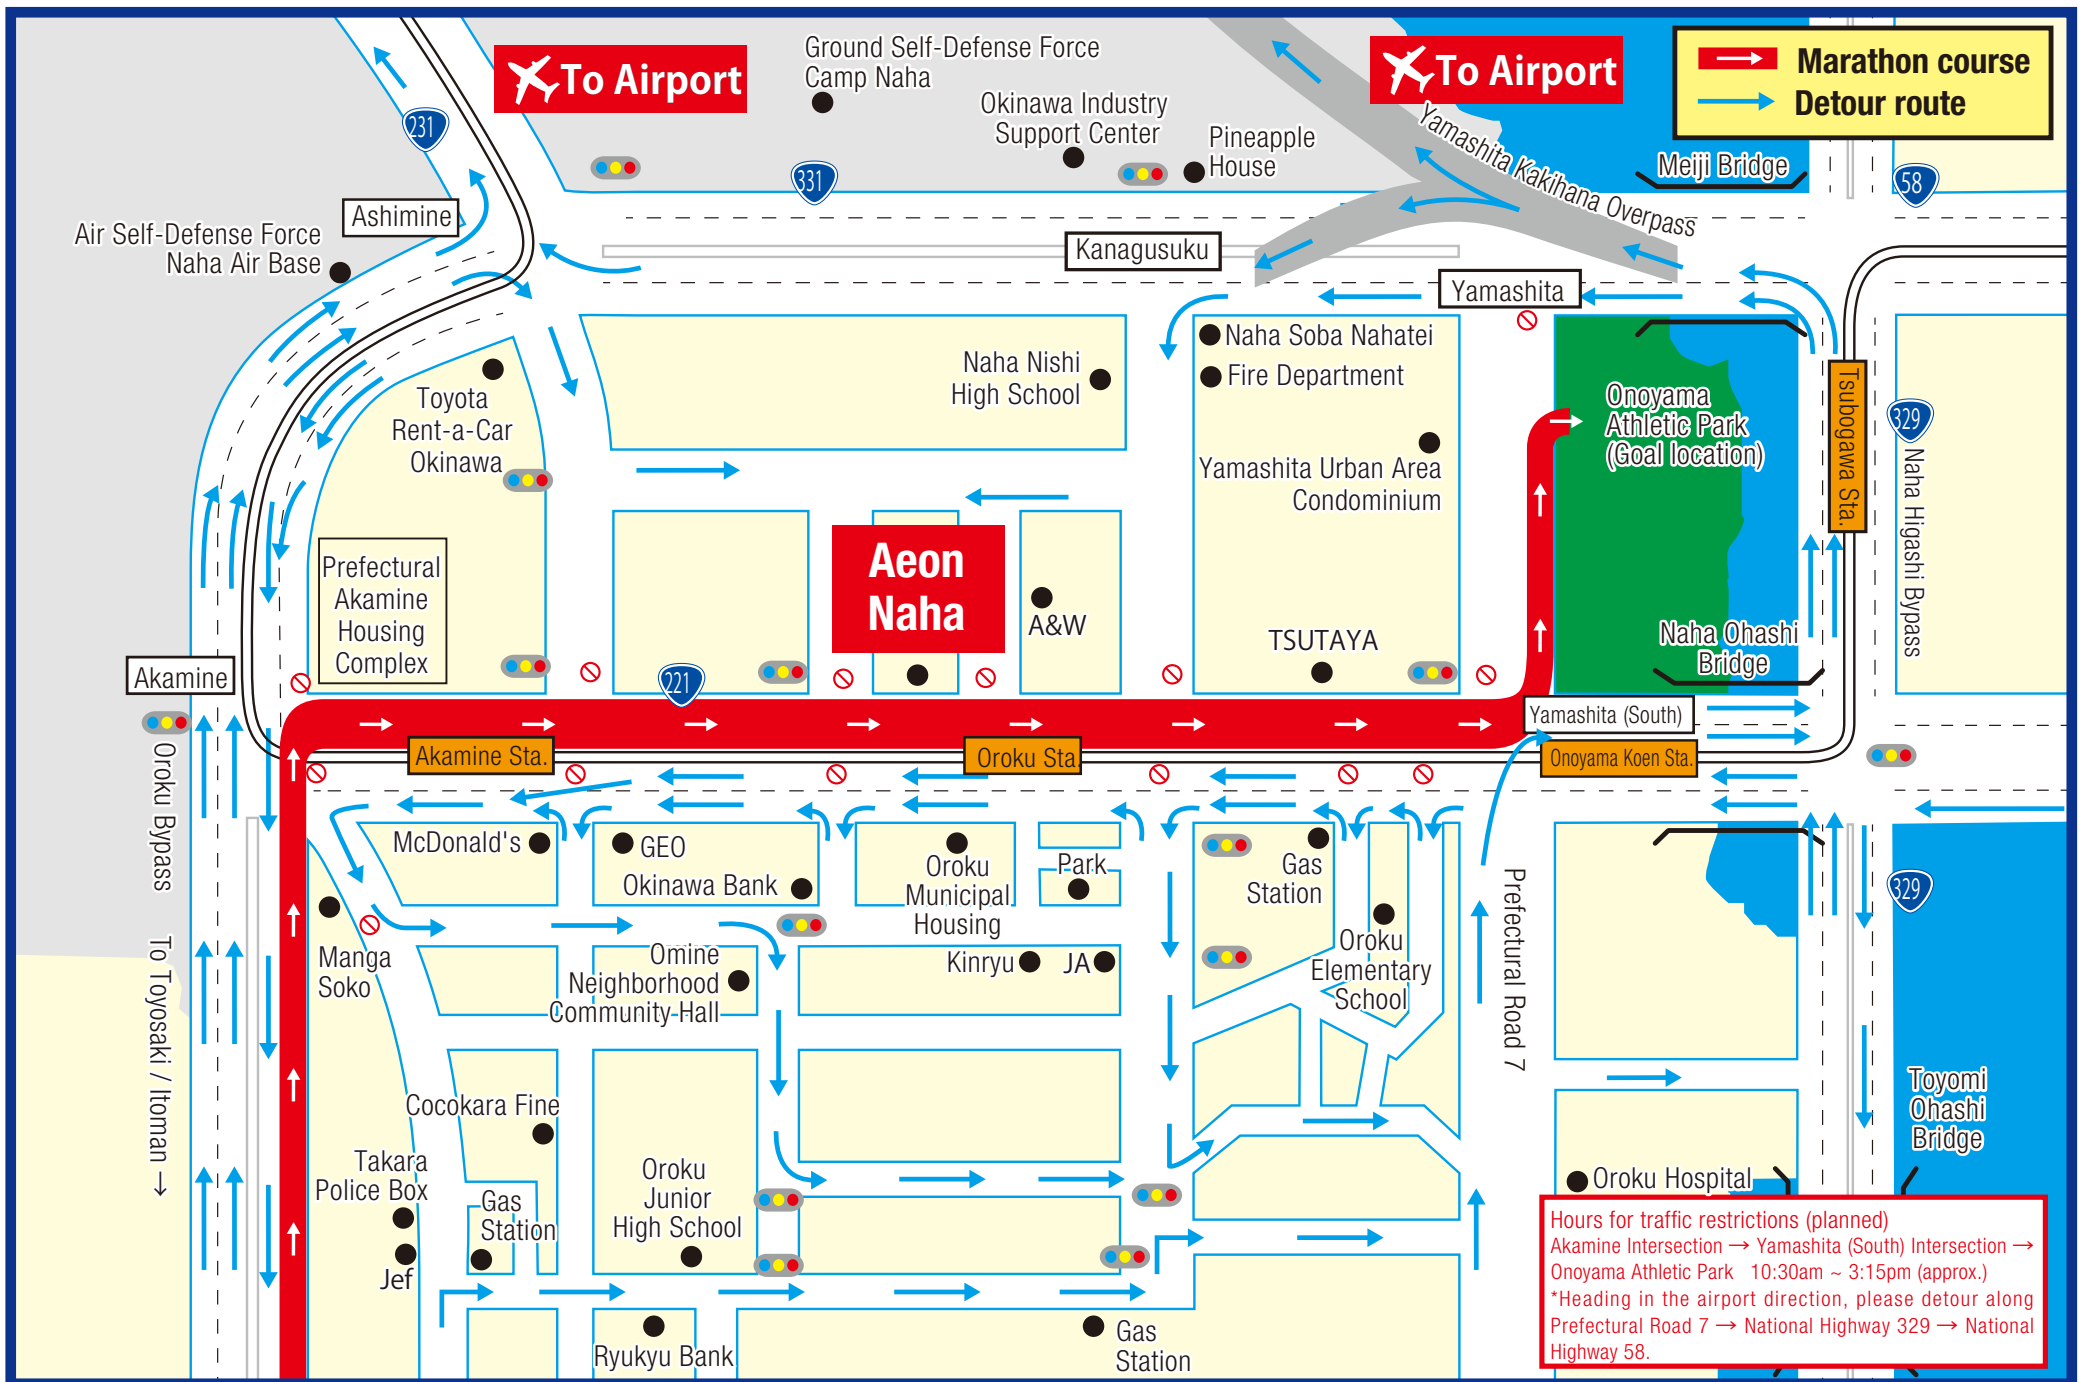 To Airport
Ground Self-Defense Force
Camp Naha
To Airport
Marathon course
Detour route
231
Okinawa Industry
Support Center
Pineapple
House
Yamashita Kakihana Overpass
Meiji Bridge
331
58
Ashimine
Air Self-Defense Force
Naha Air Base
Kanagusuku
Yamashita
Naha Soba Nahatei
Fire Department
Naha Nishi
High School
Toyota
Rent-a-Car
Okinawa
Onoyama
Athletic Park
(Goal location)
Tsubogawa Sta.
329
Naha Higashi Bypass
Yamashita Urban Area
Condominium
Prefectural
Akamine
Housing
Complex
Aeon
Naha
A&W
TSUTAYA
Naha Ohashi
Bridge
Akamine
221
Yamashita (South)
Akamine Sta.
Oroku Sta.
Onoyama Koen Sta.
Oroku Bypass
McDonald's
GEO
Okinawa Bank
Oroku
Municipal
Housing
Park
Gas
Station
329
Prefectural Road 7
Manga
Soko
Omine
Neighborhood
Community Hall
Kinryu
JA
Oroku
Elementary
School
To Toyosaki / Itoman →
Cocokara Fine
Toyomi
Ohashi
Bridge
Takara
Police Box
Gas
Station
Oroku
Junior
High School
Oroku Hospital
Jef
Ryukyu Bank
Gas
Station
Hours for traffic restrictions (planned)
Akamine Intersection → Yamashita (South) Intersection →
Onoyama Athletic Park 10:30am ~ 3:15pm (approx.)
*Heading in the airport direction, please detour along
Prefectural Road 7 → National Highway 329 → National
Highway 58.